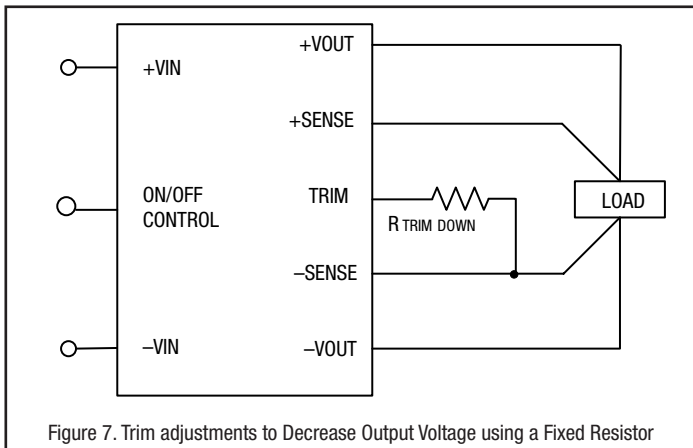 +VOUT
+VIN
+SENSE
ON/OFF
CONTROL
TRIM
R TRIM DOWN
LOAD
–SENSE
–VIN
–VOUT
Figure 7. Trim adjustments to Decrease Output Voltage using a Fixed Resistor